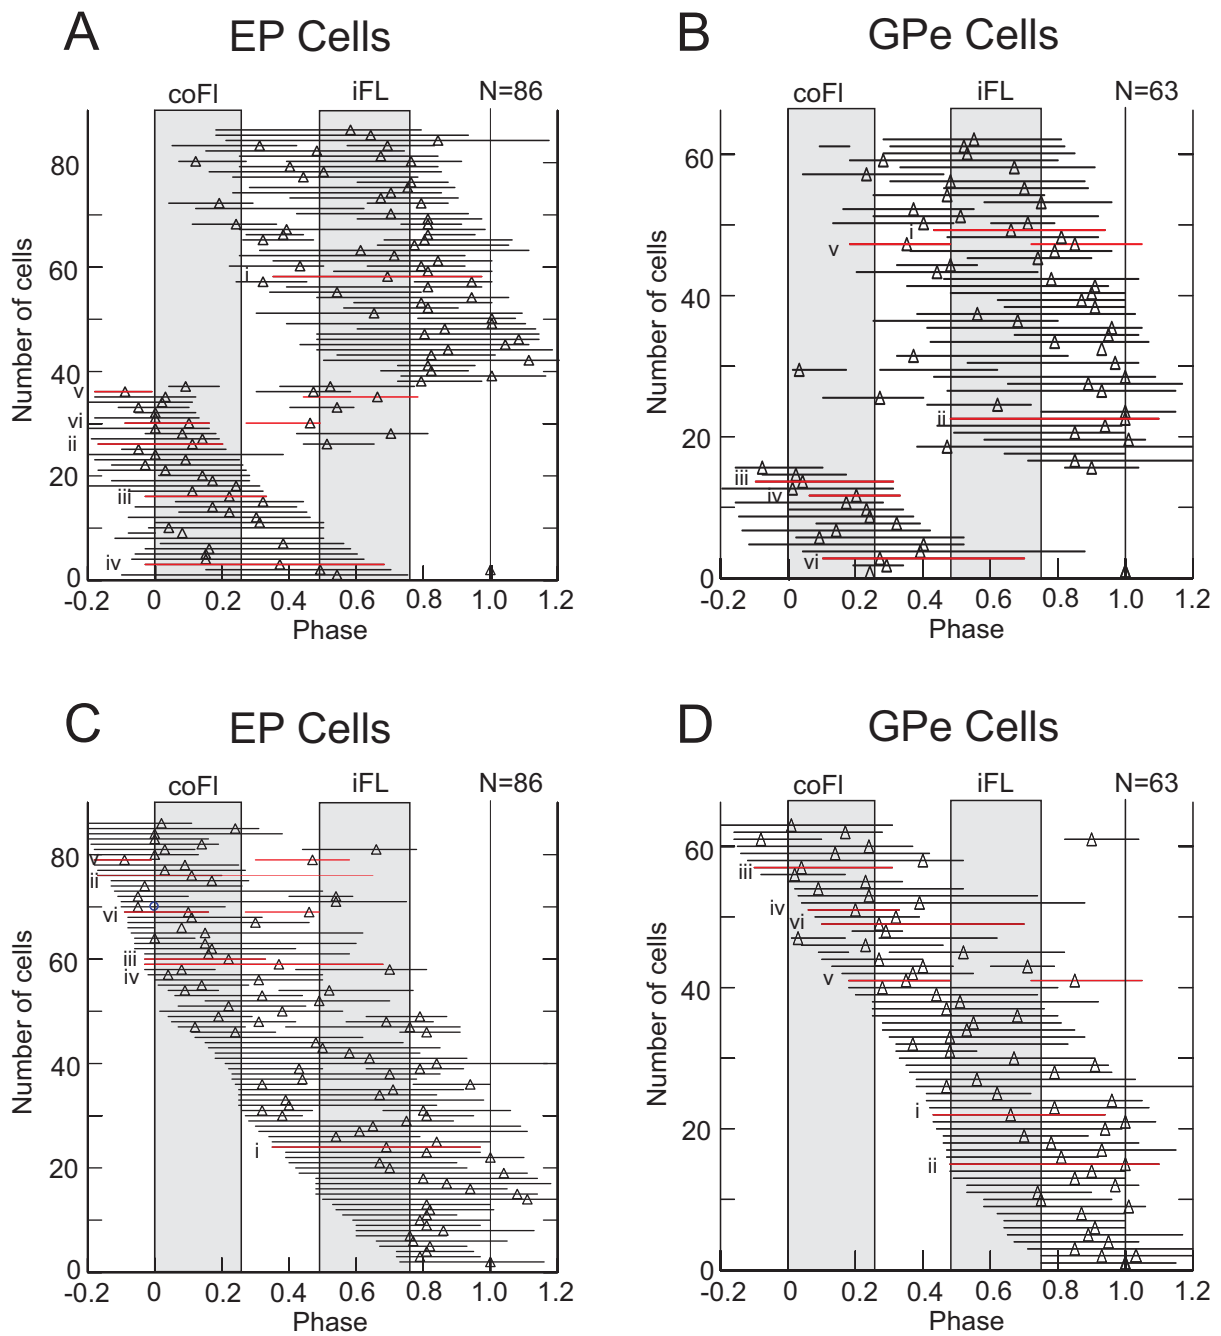 A EP Cells
B GPe Cells
coFl iFL N=86
coFl iFL N=63
80
60
40
20
0
Number of cells
i
v
vi
ii
iii
iv
-0.2 0 0.2 0.4 0.6 0.8 1.0 1.2
Phase
60
40
20
0
Number of cells
i
v
ii
iii
iv
vi
-0.2 0 0.2 0.4 0.6 0.8 1.0 1.2
Phase
C EP Cells
D GPe Cells
coFl iFL N=86
coFl iFL N=63
80
60
40
20
0
Number of cells
v
ii
vi
iii
iv
i
-0.2 0 0.2 0.4 0.6 0.8 1.0 1.2
Phase
60
40
20
0
Number of cells
iii
iv
vi
v
i
ii
-0.2 0 0.2 0.4 0.6 0.8 1.0 1.2
Phase